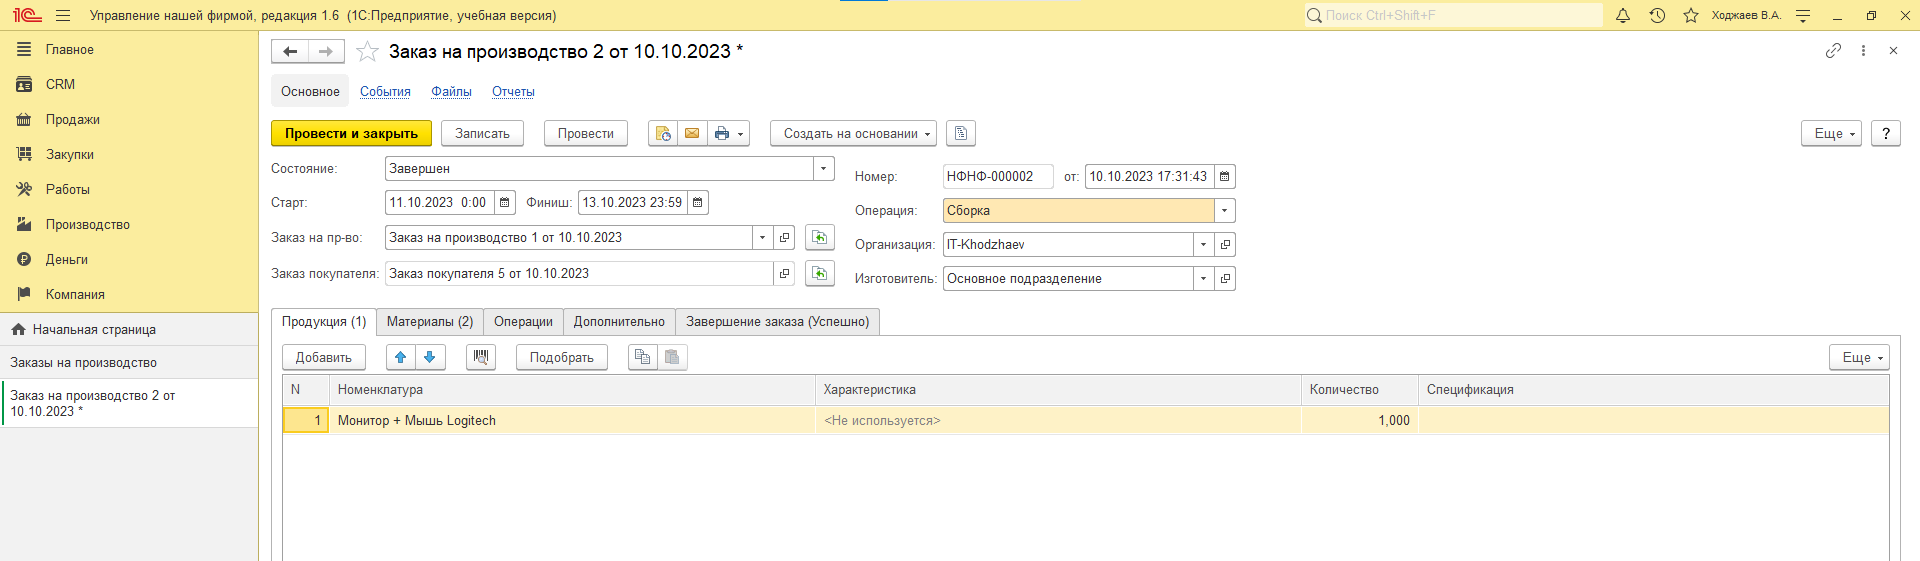 1С Управление нашей фирмой, редакция 1.6 (1С:Предприятие, учебная версия)
Поиск Ctrl+Shift+F
Ходжаев В.А.
Главное
CRM
Продажи
Закупки
Работы
Производство
Деньги
Компания
Начальная страница
Заказы на производство
Заказ на производство 2 от
10.10.2023 *
Заказ на производство 2 от 10.10.2023 *
Основное События Файлы Отчеты
Провести и закрыть Записать Провести Создать на основании Еще ?
Состояние: Завершен
Старт: 11.10.2023 0:00 Финиш: 13.10.2023 23:59
Заказ на пр-во: Заказ на производство 1 от 10.10.2023
Заказ покупателя: Заказ покупателя 5 от 10.10.2023
Номер: НФНФ-000002 от: 10.10.2023 17:31:43
Операция: Сборка
Организация: IT-Khodzhaev
Изготовитель: Основное подразделение
Продукция (1) Материалы (2) Операции Дополнительно Завершение заказа (Успешно)
Добавить Подобрать Еще
N Номенклатура Характеристика Количество Спецификация
1 Монитор + Мышь Logitech <Не используется> 1,000